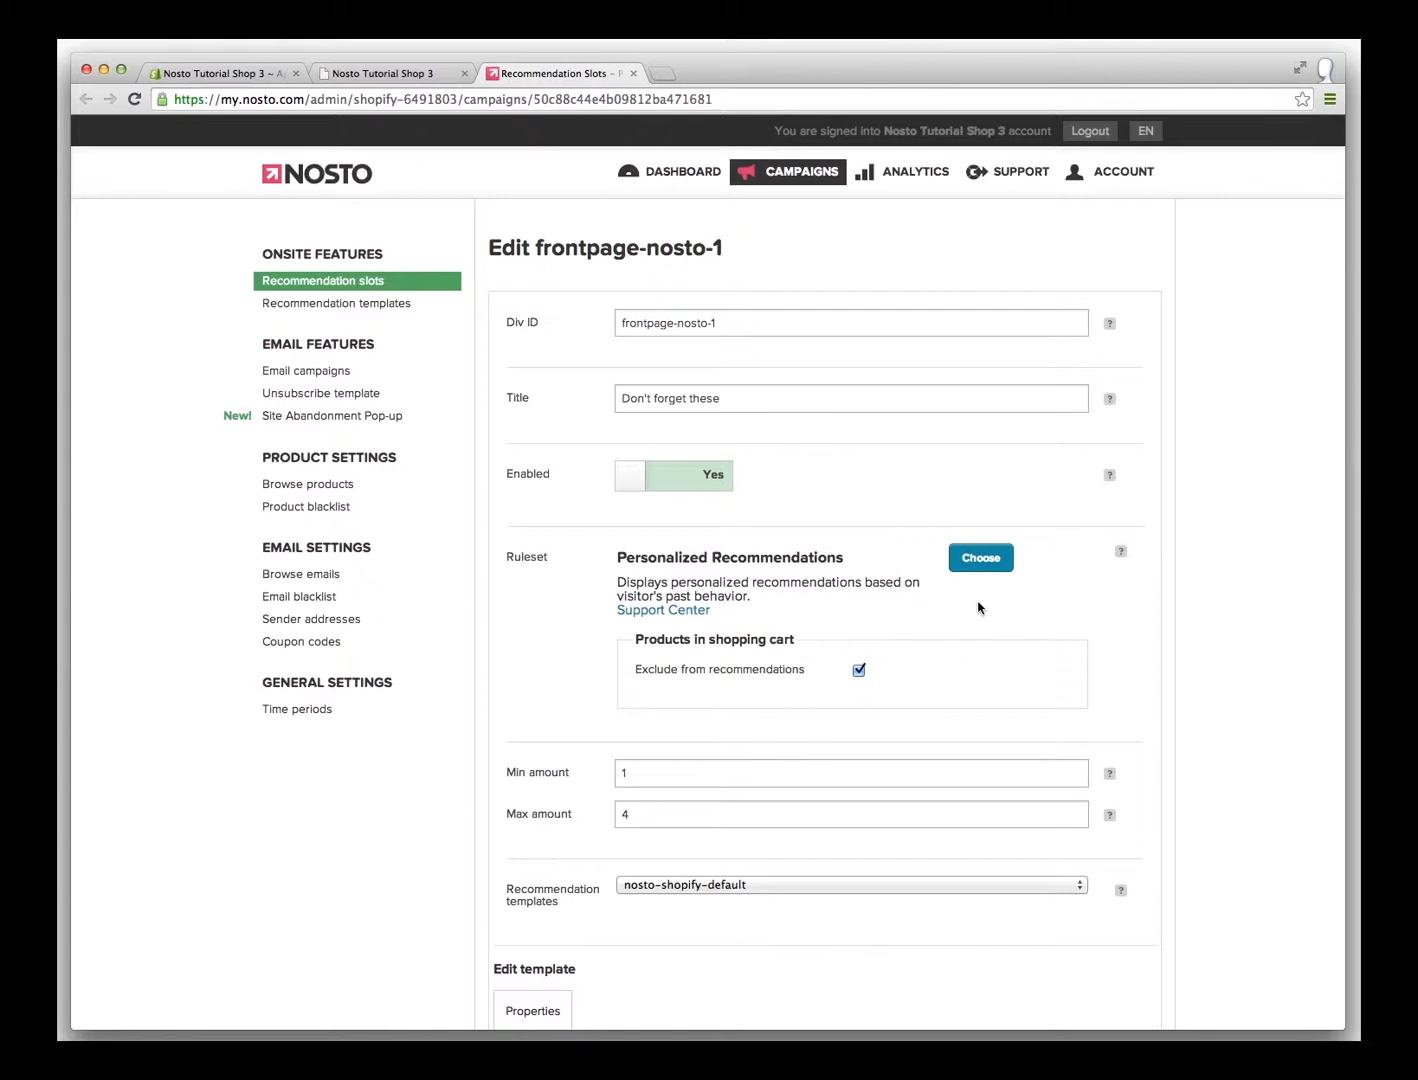 Nosto Tutorial Shop 3 ~ A
Nosto Tutorial Shop 3
Recommendation Slots –
https://my.nosto.com/admin/shopify-6491803/campaigns/50c88c44e4b09812ba471681
You are signed into Nosto Tutorial Shop 3 account
Logout
EN
NOSTO
DASHBOARD
CAMPAIGNS
ANALYTICS
SUPPORT
ACCOUNT
ONSITE FEATURES
Recommendation slots
Recommendation templates
EMAIL FEATURES
Email campaigns
Unsubscribe template
New! Site Abandonment Pop-up
PRODUCT SETTINGS
Browse products
Product blacklist
EMAIL SETTINGS
Browse emails
Email blacklist
Sender addresses
Coupon codes
GENERAL SETTINGS
Time periods
Edit frontpage-nosto-1
Div ID
frontpage-nosto-1
?
Title
Don't forget these
?
Enabled
Yes
?
Ruleset
Personalized Recommendations
Choose
?
Displays personalized recommendations based on
visitor's past behavior.
Support Center
Products in shopping cart
Exclude from recommendations
Min amount
1
?
Max amount
4
?
Recommendation
templates
nosto-shopify-default
?
Edit template
Properties